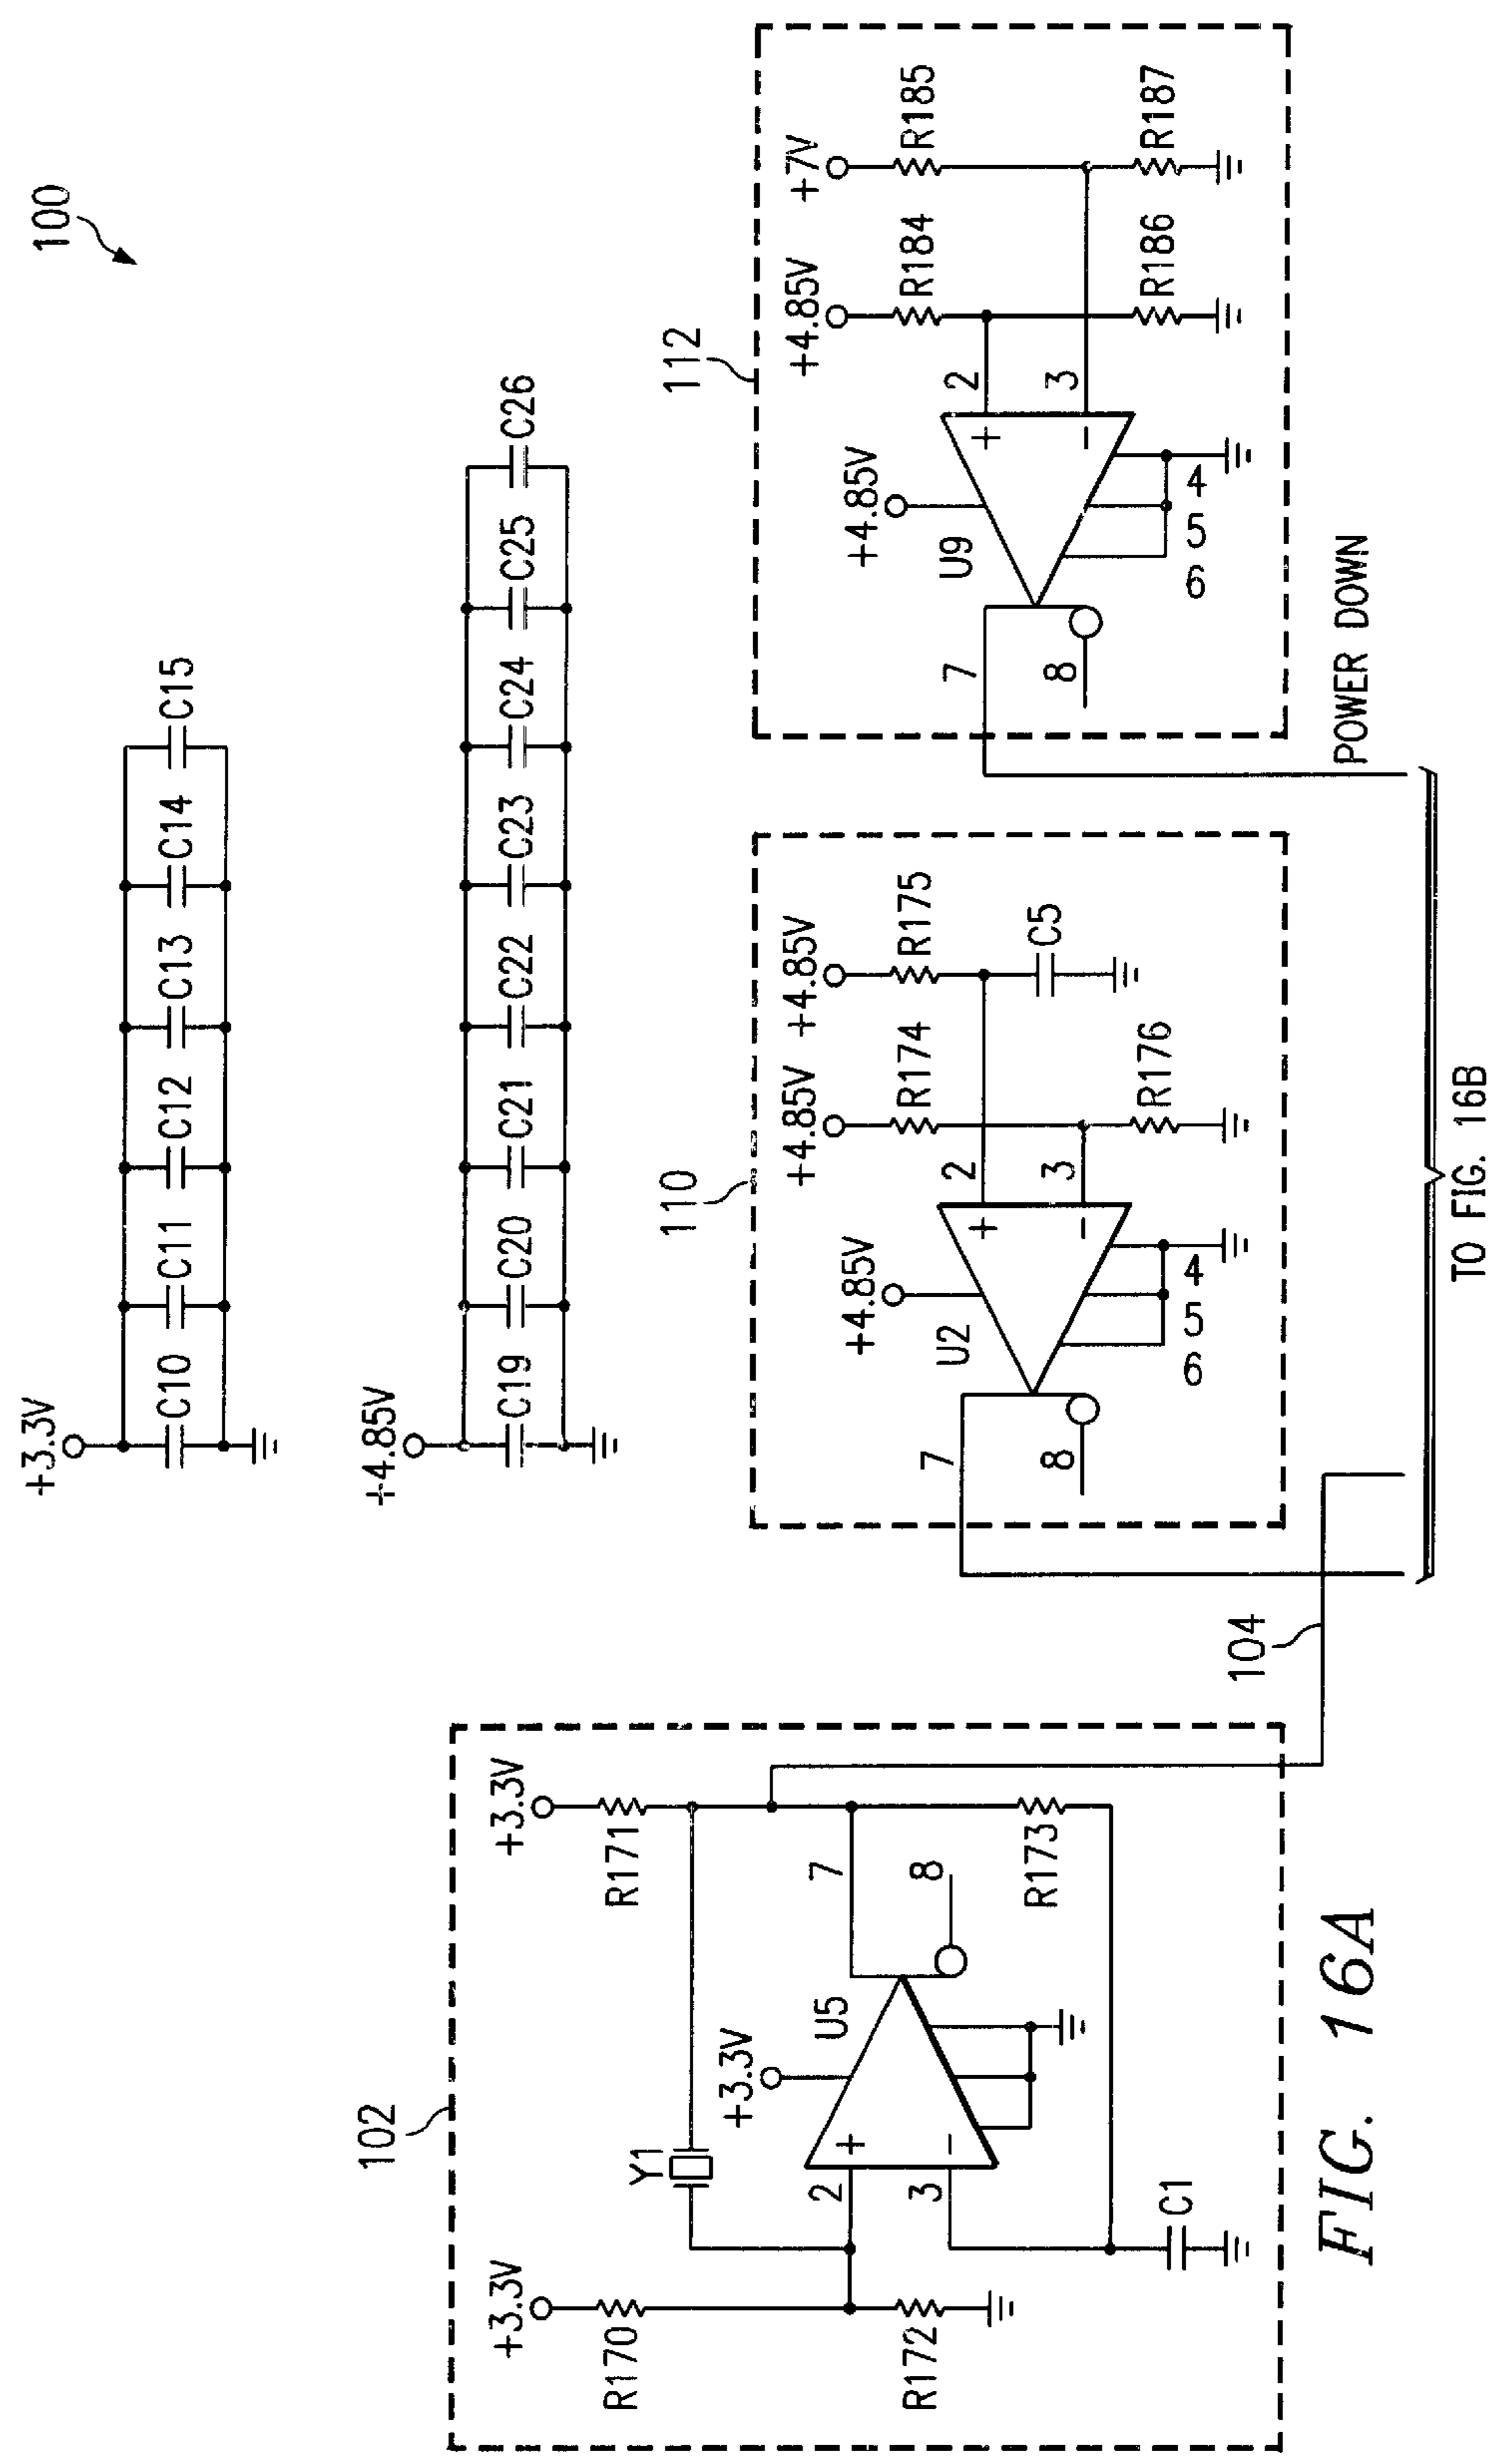 100
+3.3V
C10 C11 C12 C13 C14 C15
+4.85V
C19 C20 C21 C22 C23 C24 C25 C26
102
+3.3V
R170
R172
Y1
+3.3V
U5
2
+
3
−
7
8
+3.3V
R171
R173
C1
104
110
+4.85V
U2
7
8
+
−
2
3
4
5
6
+4.85V
R174
R176
+4.85V
R175
C5
112
+4.85V
U9
7
8
+
−
2
3
4
5
6
+4.85V
R184
R186
+7V
R185
R187
POWER DOWN
TO FIG. 16B
FIG. 16A